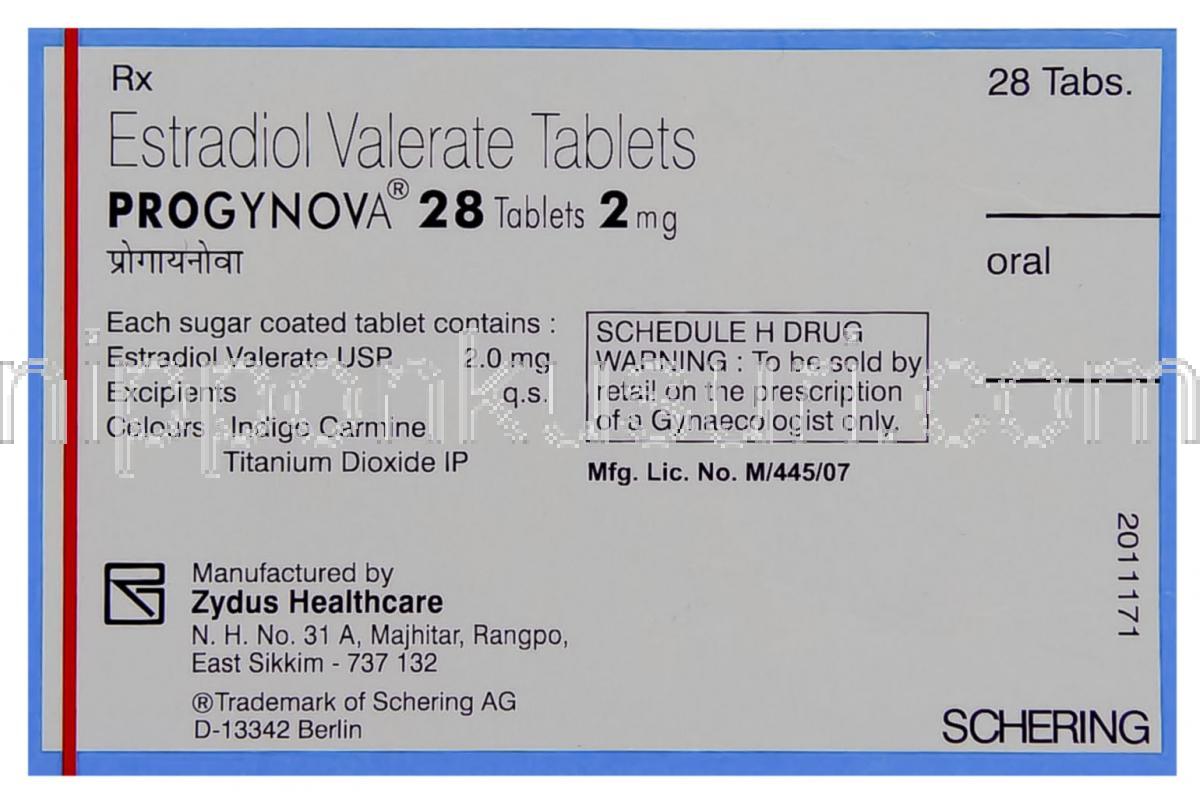 Rx
28 Tabs.
Estradiol Valerate Tablets
PROGYNOVA® 28 Tablets 2 mg
प्रोगायनोवा
oral
Each sugar coated tablet contains :
Estradiol Valerate USP 2.0 mg
Excipients q.s.
Colours : Indigo Carmine
Titanium Dioxide IP
SCHEDULE H DRUG
WARNING : To be sold by
retail on the prescription
of a Gynaecologist only.
Mfg. Lic. No. M/445/07
nipponkusuri.com
Manufactured by
Zydus Healthcare
N. H. No. 31 A, Majhitar, Rangpo,
East Sikkim - 737 132
®Trademark of Schering AG
D-13342 Berlin
2011171
SCHERING